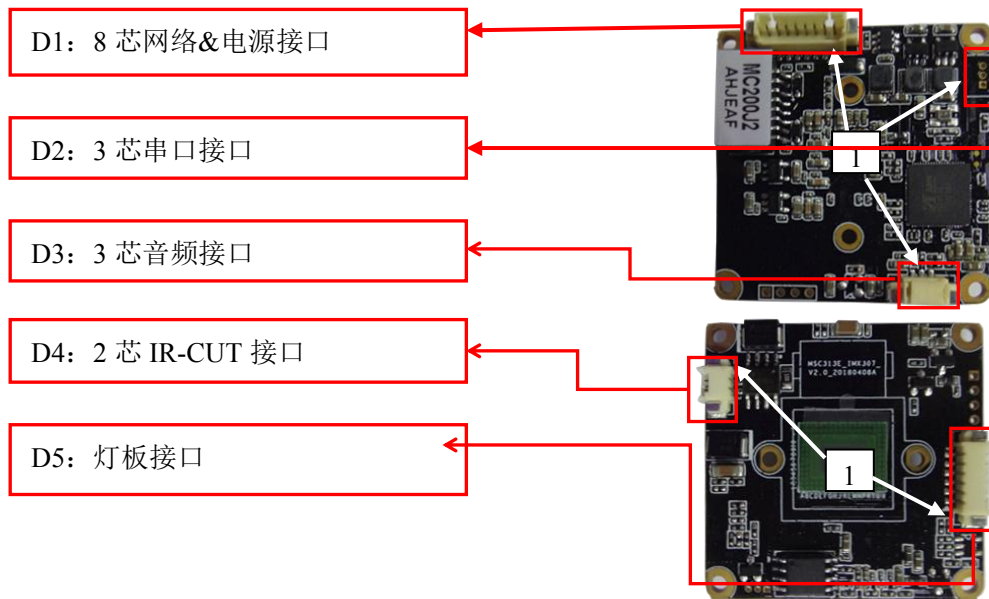 D1：8 芯网络&电源接口
D2：3 芯串口接口
D3：3 芯音频接口
D4：2 芯 IR-CUT 接口
D5：灯板接口
MC200J2
AHJEAF
1
MSC313E_IMX307_
V2.0_20180408A
1